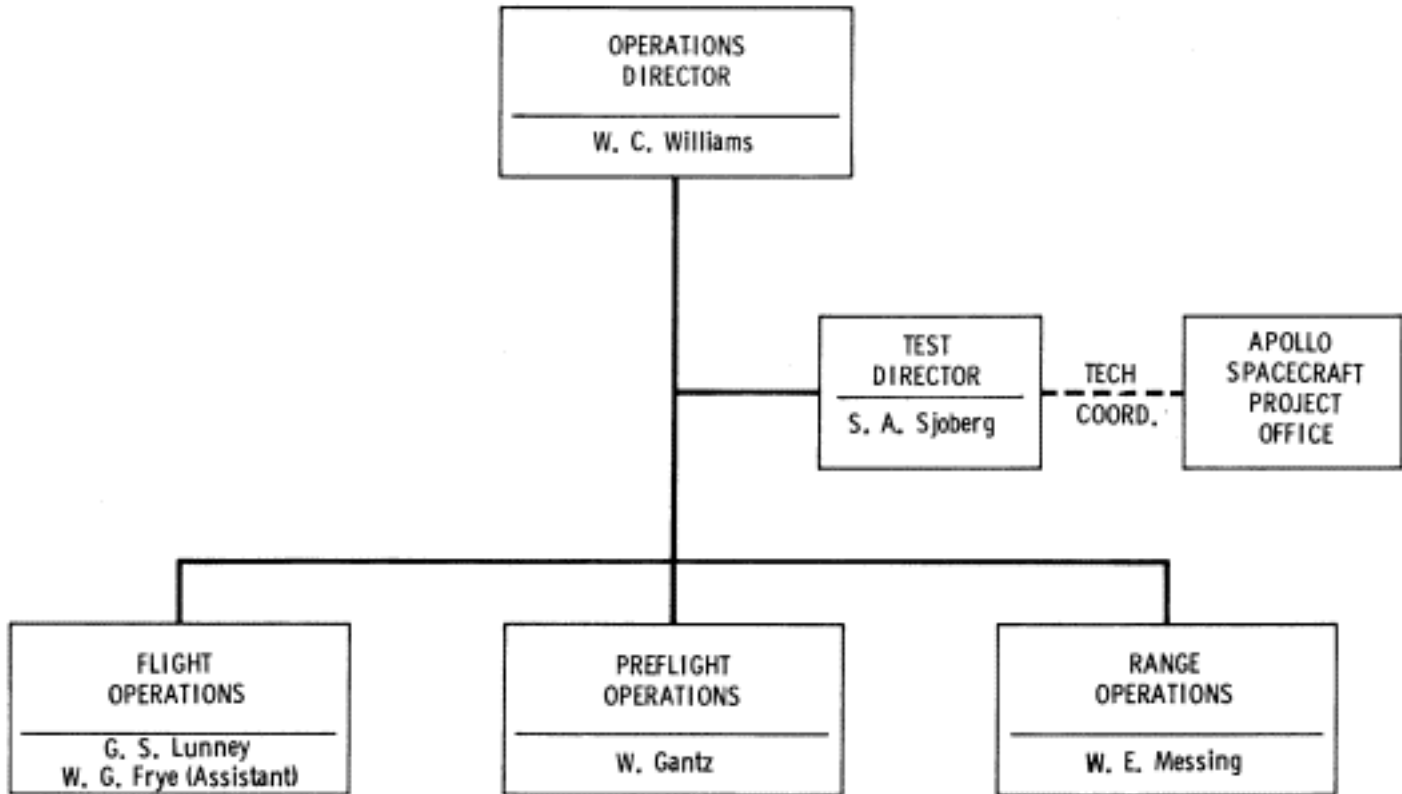 OPERATIONS
DIRECTOR
W. C. Williams
TEST
DIRECTOR
S. A. Sjoberg
TECH
COORD.
APOLLO
SPACECRAFT
PROJECT
OFFICE
FLIGHT
OPERATIONS
G. S. Lunney
W. G. Frye (Assistant)
PREFLIGHT
OPERATIONS
W. Gantz
RANGE
OPERATIONS
W. E. Messing